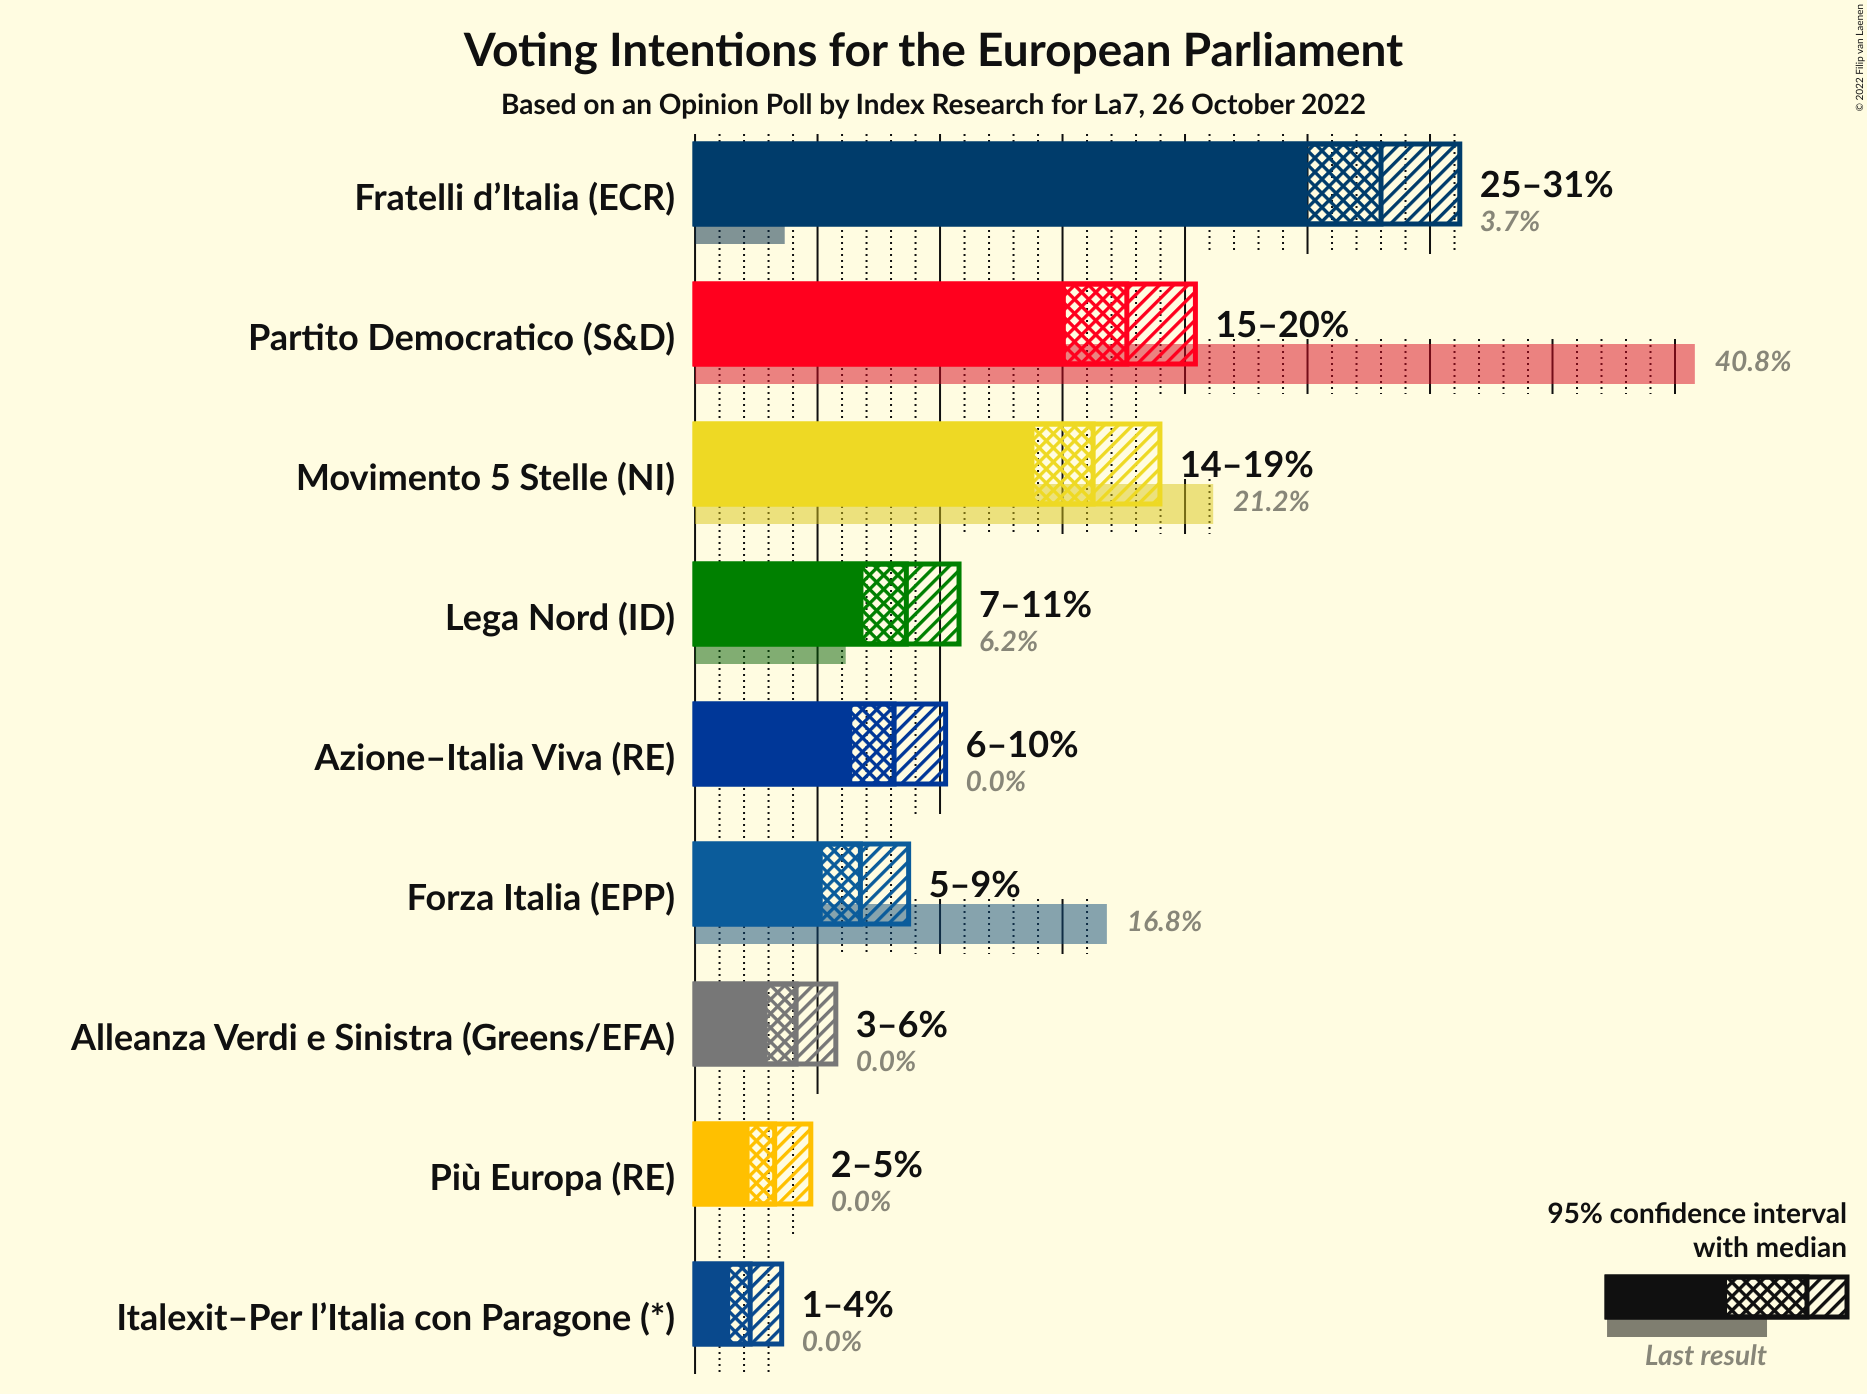 Voting Intentions for the European Parliament
Based on an Opinion Poll by Index Research for La7, 26 October 2022
© 2022 Filip van Laenen
Fratelli d’Italia (ECR)
25–31%
3.7%
Partito Democratico (S&D)
15–20%
40.8%
Movimento 5 Stelle (NI)
14–19%
21.2%
Lega Nord (ID)
7–11%
6.2%
Azione–Italia Viva (RE)
6–10%
0.0%
Forza Italia (EPP)
5–9%
16.8%
Alleanza Verdi e Sinistra (Greens/EFA)
3–6%
0.0%
Più Europa (RE)
2–5%
0.0%
Italexit–Per l’Italia con Paragone (*)
1–4%
0.0%
95% confidence interval
with median
Last result